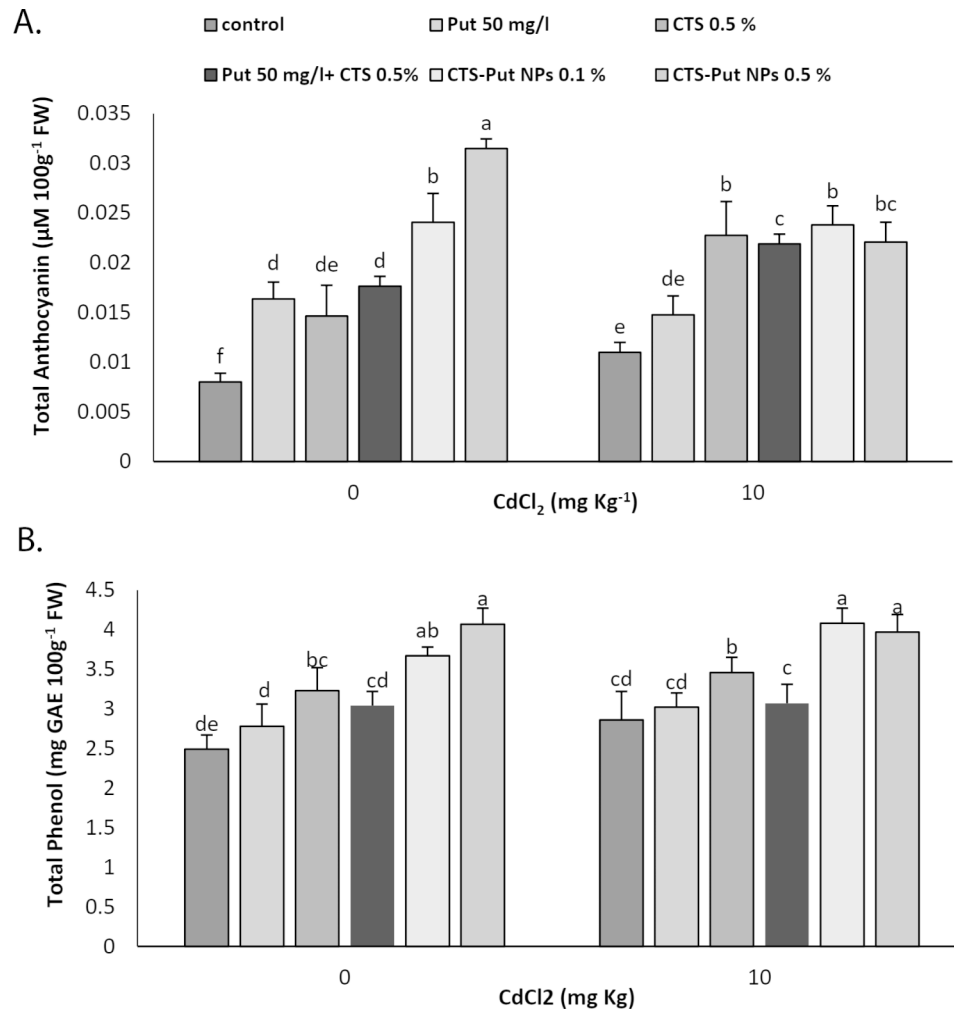 A.
control Put 50 mg/l CTS 0.5 %
Put 50 mg/l+ CTS 0.5% CTS-Put NPs 0.1 % CTS-Put NPs 0.5 %
Total Anthocyanin (µM 100g⁻¹ FW)
0.035
0.03
0.025
0.02
0.015
0.01
0.005
0
f d de d b a
e de b c b bc
0 10
CdCl₂ (mg Kg⁻¹)
B.
Total Phenol (mg GAE 100g⁻¹ FW)
4.5
4
3.5
3
2.5
2
1.5
1
0.5
0
de d bc cd ab a
cd cd b c a a
0 10
CdCl2 (mg Kg)